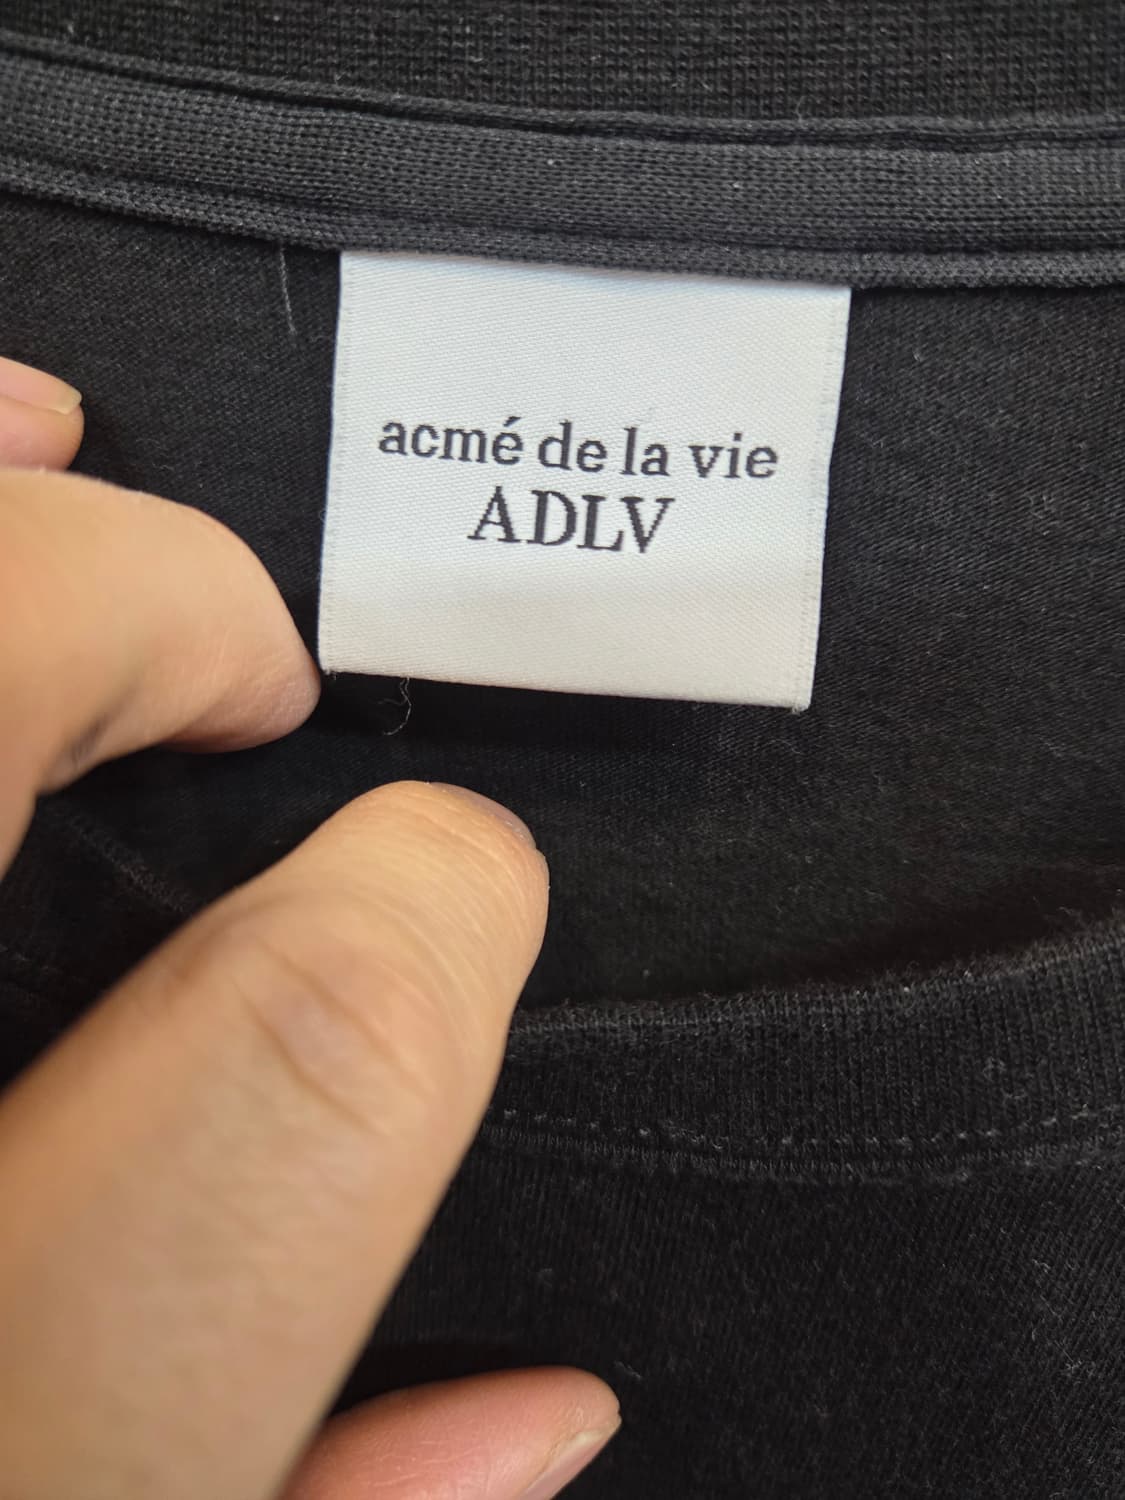 acmé de la vie
ADLV